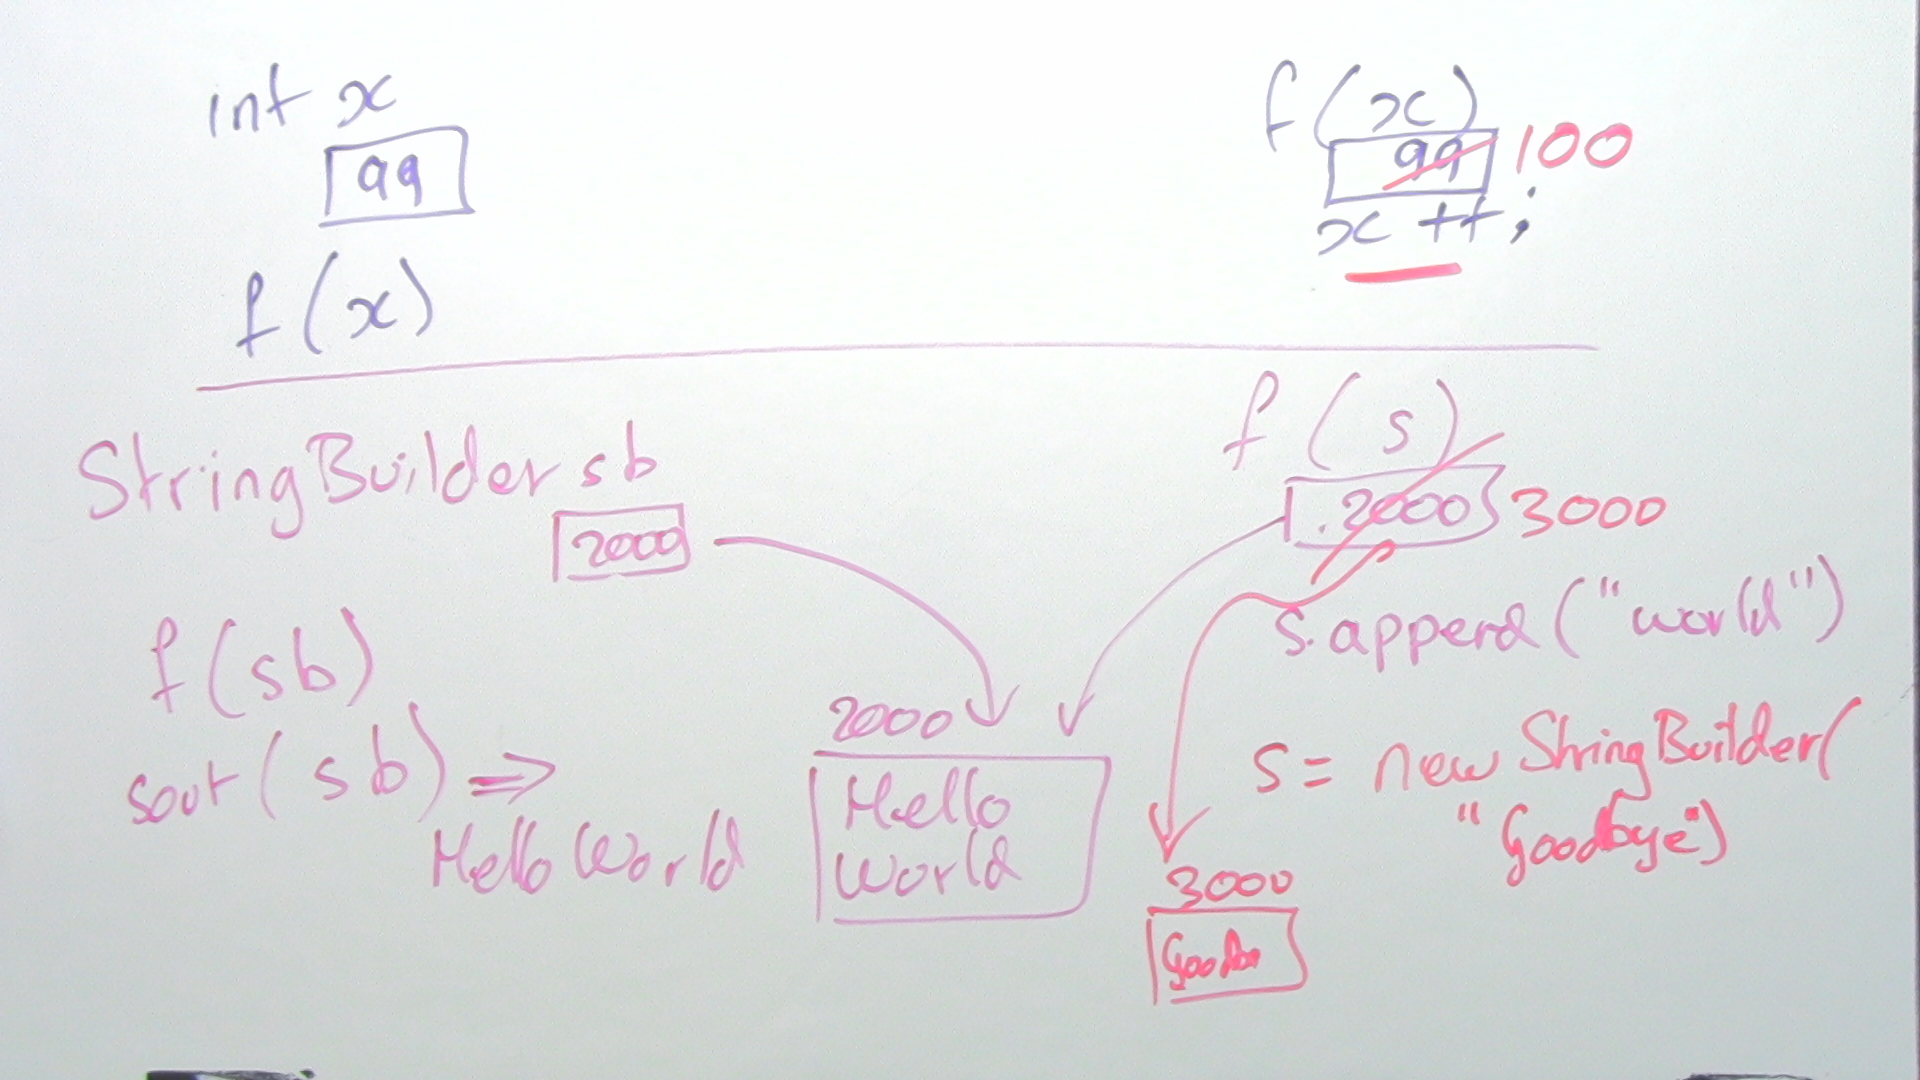 int x
99
f(x)
f(x)
99 100
x++;
StringBuilder sb
2000
f(sb)
sout(sb) ⇒
Hello World
2000
Hello
World
f(s)
2000 3000
s.append("world")
s = new StringBuilder(
"Goodbye")
3000